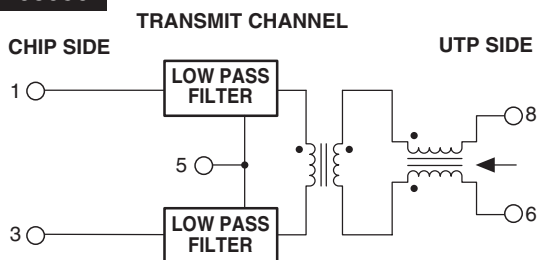 TRANSMIT CHANNEL
CHIP SIDE
UTP SIDE
LOW PASS
FILTER
1
8
5
6
3
LOW PASS
FILTER